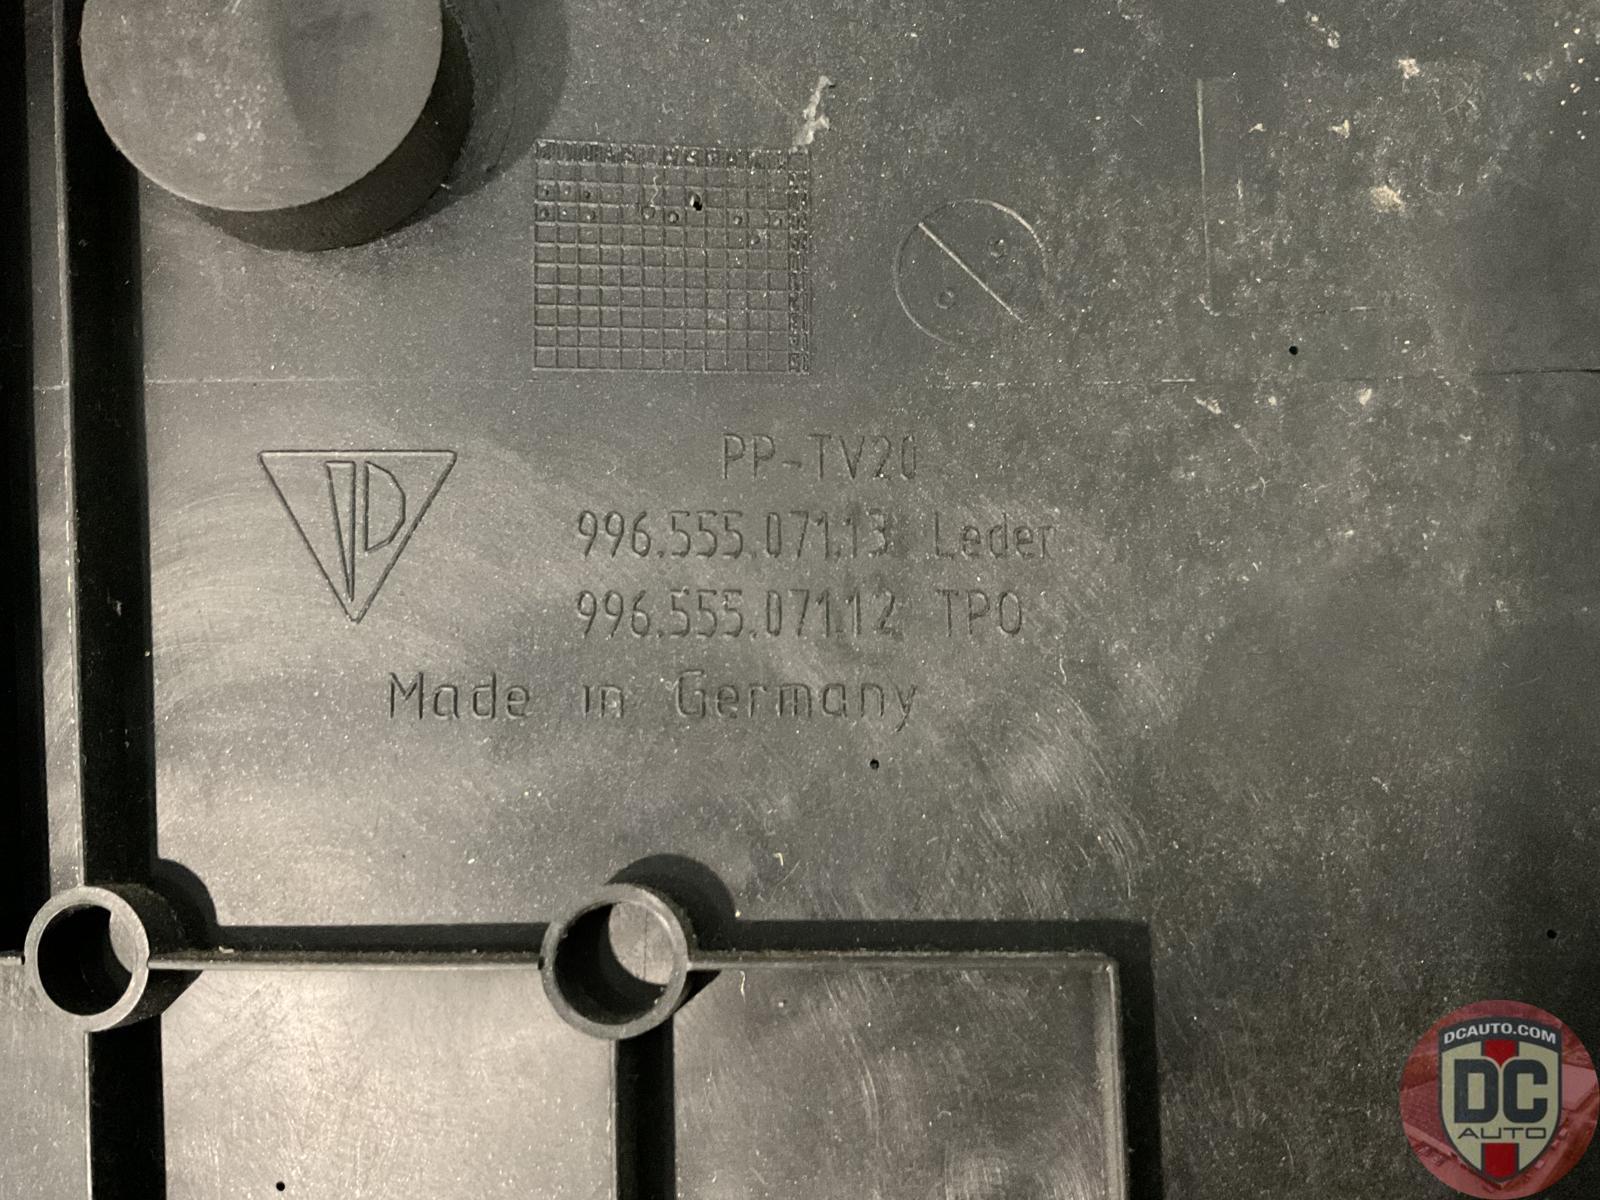 PP-TV20
996.555.071.13 Leder
996.555.071.12 TPO
Made in Germany
DCAUTO.COM
DC
AUTO